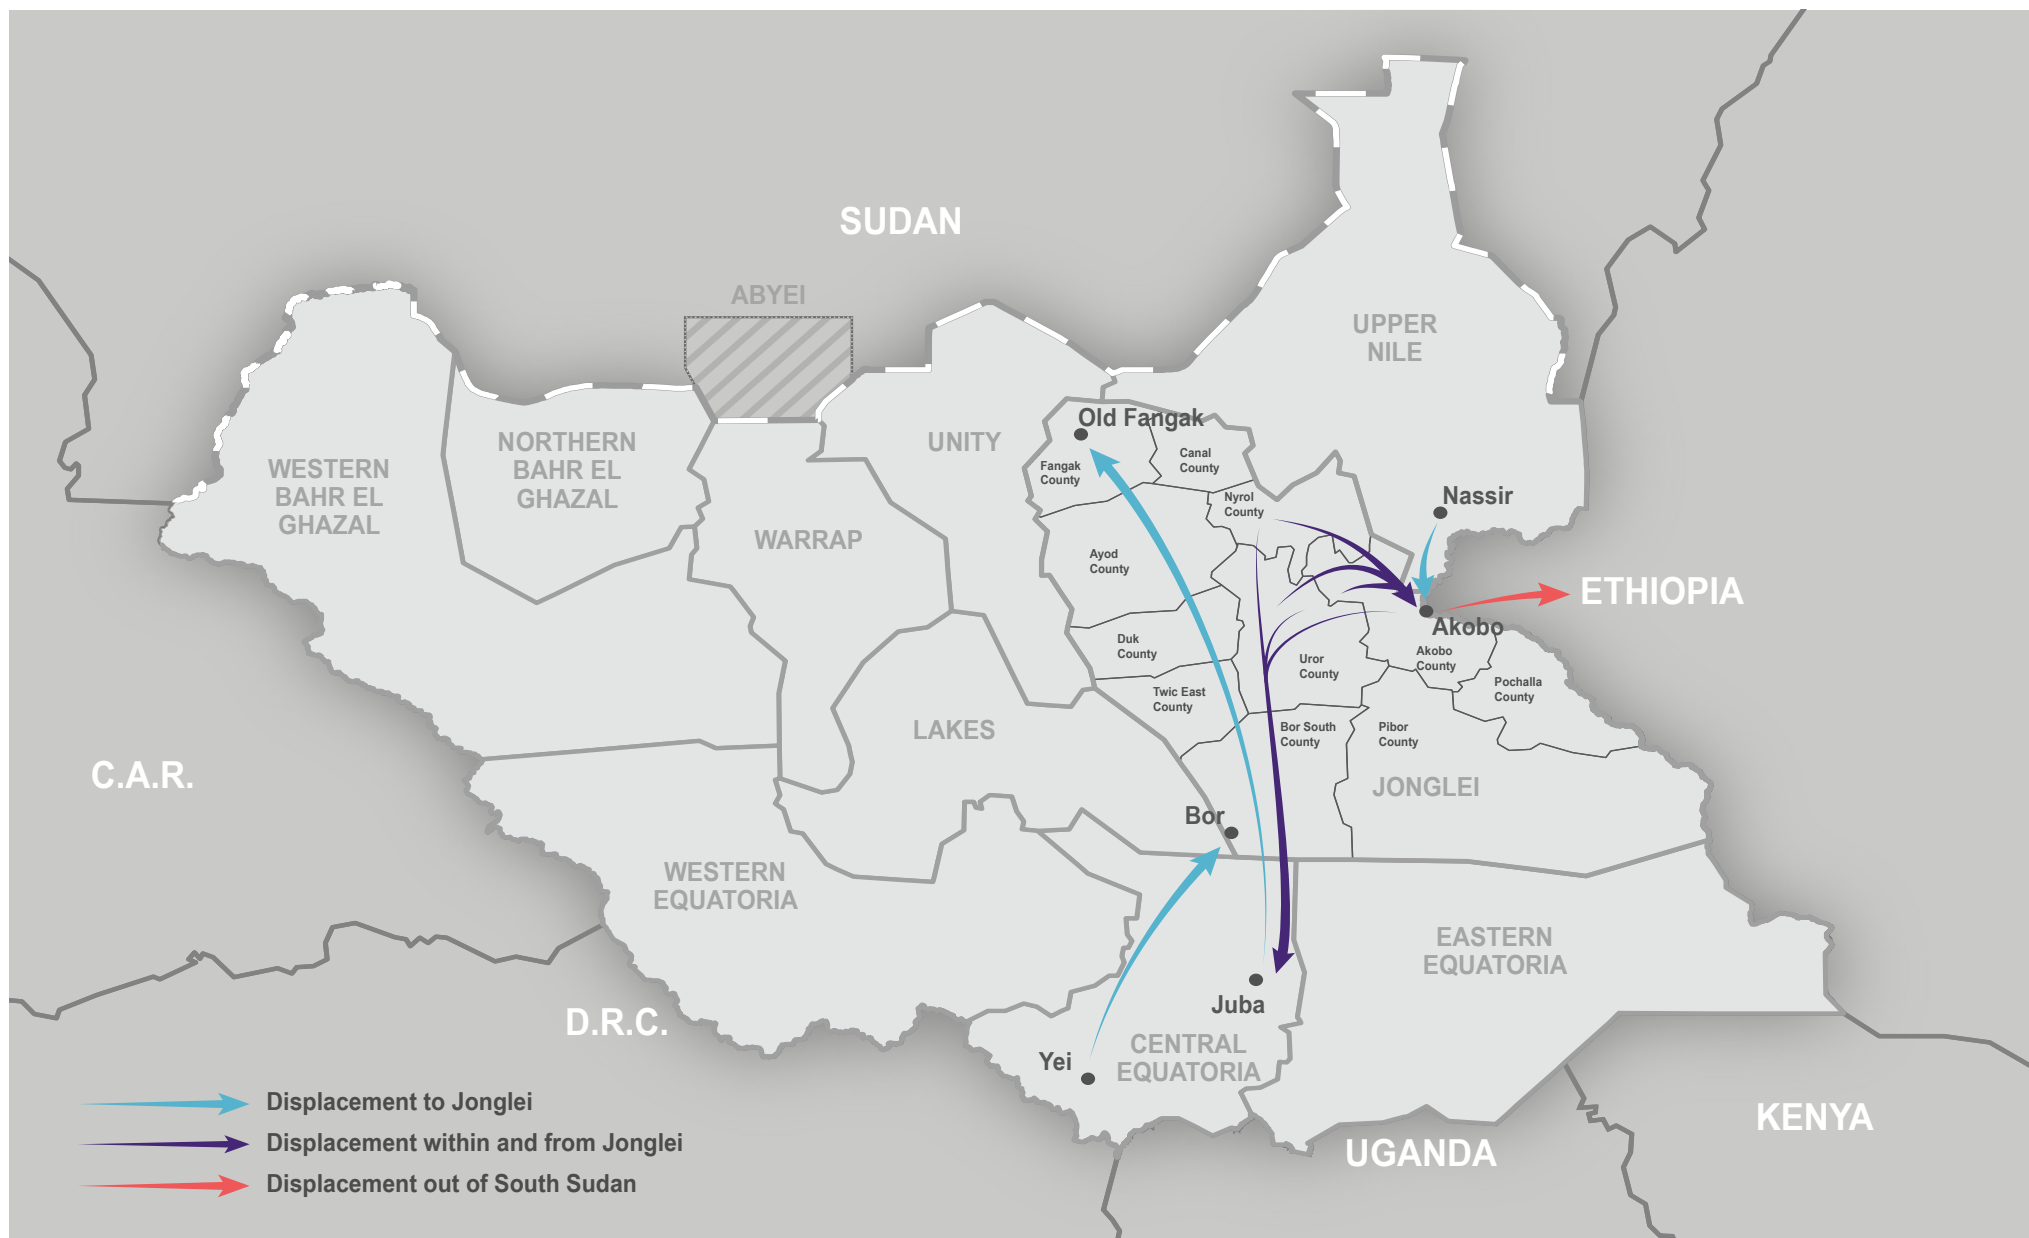 SUDAN
ABYEI
UPPER
NILE
Old Fangak
UNITY
NORTHERN
BAHR EL
GHAZAL
WESTERN
BAHR EL
GHAZAL
Canal
County
Fangak
County
Nassir
Nyrol
County
WARRAP
Ayod
County
ETHIOPIA
Akobo
Duk
County
Uror
County
Akobo
County
Pochalla
County
Twic East
County
LAKES
Bor South
County
Pibor
County
C.A.R.
JONGLEI
Bor
WESTERN
EQUATORIA
EASTERN
EQUATORIA
Juba
D.R.C.
CENTRAL
EQUATORIA
Yei
Displacement to Jonglei
Displacement within and from Jonglei
Displacement out of South Sudan
KENYA
UGANDA